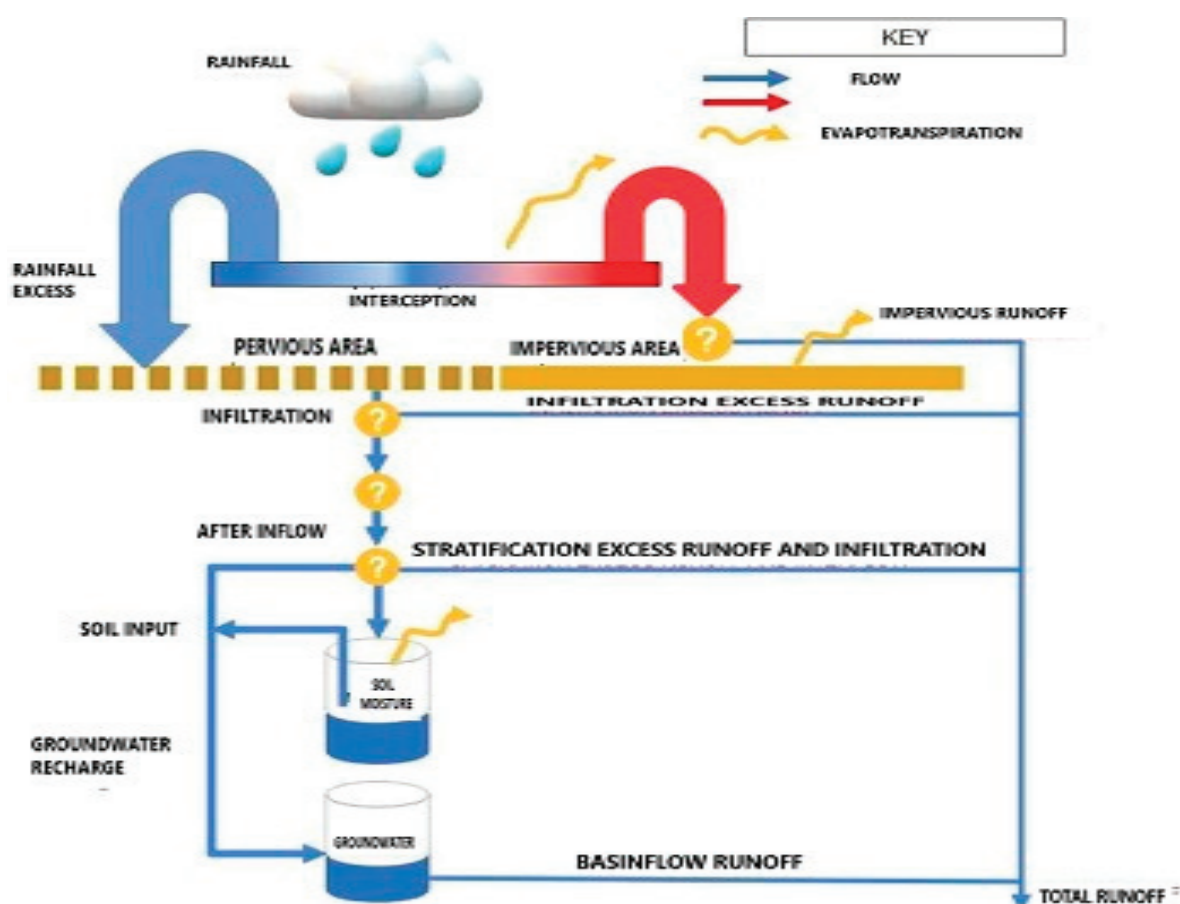 KEY
RAINFALL
FLOW
EVAPOTRANSPIRATION
RAINFALL
EXCESS
INTERCEPTION
IMPERVIOUS RUNOFF
PERVIOUS AREA
IMPERVIOUS AREA
?
INFILTRATION EXCESS RUNOFF
INFILTRATION
?
?
AFTER INFLOW
STRATIFICATION EXCESS RUNOFF AND INFILTRATION
?
SOIL INPUT
SOIL
MOSTURE
GROUNDWATER
RECHARGE
GROUNDWATER
BASINFLOW RUNOFF
TOTAL RUNOFF